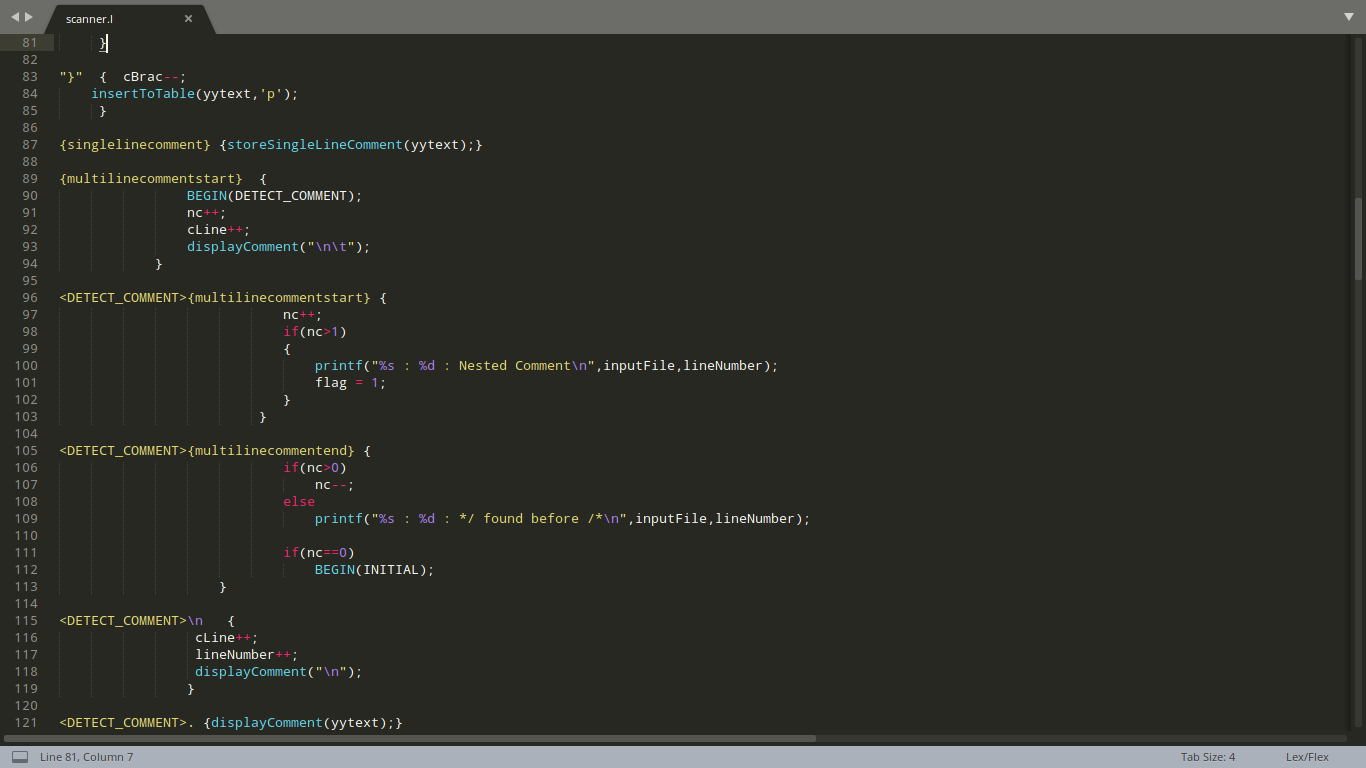 scanner.l
81 }
82
83 "}"  {  cBrac--;
84     insertToTable(yytext,'p');
85      }
86
87 {singlelinecomment} {storeSingleLineComment(yytext);}
88
89 {multilinecommentstart}  {
90                 BEGIN(DETECT_COMMENT);
91                 nc++;
92                 cLine++;
93                 displayComment("\n\t");
94             }
95
96 <DETECT_COMMENT>{multilinecommentstart} {
97                             nc++;
98                             if(nc>1)
99                             {
100                                 printf("%s : %d : Nested Comment\n",inputFile,lineNumber);
101                                 flag = 1;
102                             }
103                          }
104
105 <DETECT_COMMENT>{multilinecommentend} {
106                             if(nc>0)
107                                 nc--;
108                             else
109                                 printf("%s : %d : */ found before /*\n",inputFile,lineNumber);
110
111                             if(nc==0)
112                                 BEGIN(INITIAL);
113                     }
114
115 <DETECT_COMMENT>\n   {
116                  cLine++;
117                  lineNumber++;
118                  displayComment("\n");
119                 }
120
121 <DETECT_COMMENT>. {displayComment(yytext);}
Line 81, Column 7 Tab Size: 4 Lex/Flex